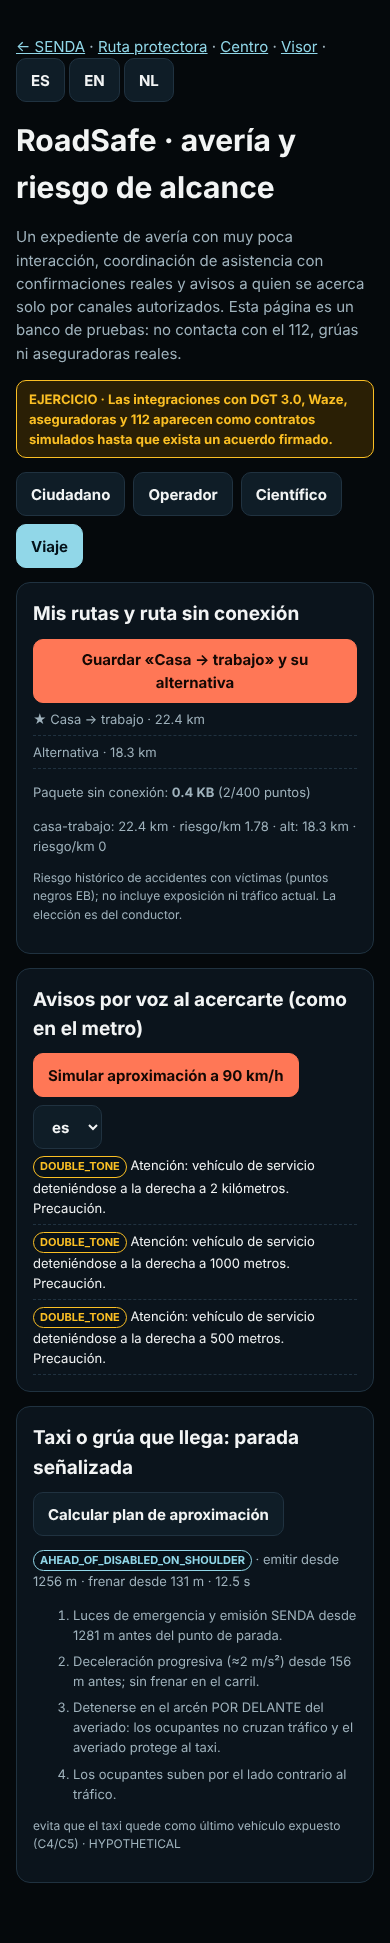 ← SENDA · Ruta protectora · Centro · Visor ·
ES EN NL
RoadSafe · avería y
riesgo de alcance
Un expediente de avería con muy poca
interacción, coordinación de asistencia con
confirmaciones reales y avisos a quien se acerca
solo por canales autorizados. Esta página es un
banco de pruebas: no contacta con el 112, grúas
ni aseguradoras reales.
EJERCICIO · Las integraciones con DGT 3.0, Waze,
aseguradoras y 112 aparecen como contratos
simulados hasta que exista un acuerdo firmado.
Ciudadano Operador Científico
Viaje
Mis rutas y ruta sin conexión
Guardar «Casa → trabajo» y su
alternativa
★ Casa → trabajo · 22.4 km
Alternativa · 18.3 km
Paquete sin conexión: 0.4 KB (2/400 puntos)
casa-trabajo: 22.4 km · riesgo/km 1.78 · alt: 18.3 km ·
riesgo/km 0
Riesgo histórico de accidentes con víctimas (puntos
negros EB); no incluye exposición ni tráfico actual. La
elección es del conductor.
Avisos por voz al acercarte (como
en el metro)
Simular aproximación a 90 km/h
es
DOUBLE_TONE Atención: vehículo de servicio
deteniéndose a la derecha a 2 kilómetros.
Precaución.
DOUBLE_TONE Atención: vehículo de servicio
deteniéndose a la derecha a 1000 metros.
Precaución.
DOUBLE_TONE Atención: vehículo de servicio
deteniéndose a la derecha a 500 metros.
Precaución.
Taxi o grúa que llega: parada
señalizada
Calcular plan de aproximación
AHEAD_OF_DISABLED_ON_SHOULDER · emitir desde
1256 m · frenar desde 131 m · 12.5 s
1. Luces de emergencia y emisión SENDA desde
1281 m antes del punto de parada.
2. Deceleración progresiva (≈2 m/s²) desde 156
m antes; sin frenar en el carril.
3. Detenerse en el arcén POR DELANTE del
averiado: los ocupantes no cruzan tráfico y el
averiado protege al taxi.
4. Los ocupantes suben por el lado contrario al
tráfico.
evita que el taxi quede como último vehículo expuesto
(C4/C5) · HYPOTHETICAL